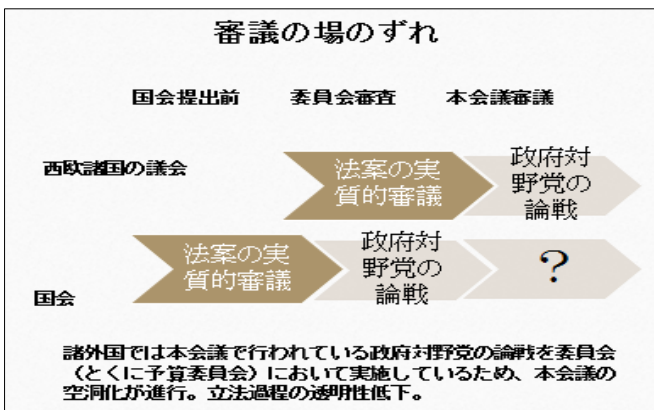 審議の場のずれ
国会提出前 委員会審査 本会議審議
西欧諸国の議会
法案の実
質的審議
政府対
野党の
論戦
国会
法案の実
質的審議
政府対
野党の
論戦
?
諸外国では本会議で行われている政府対野党の論戦を委員会
(とくに予算委員会)において実施しているため、本会議の
空洞化が進行。立法過程の透明性低下。